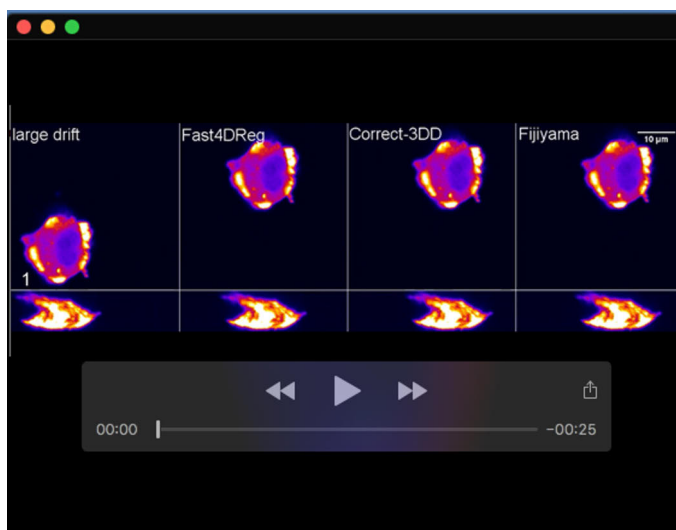 large drift
Fast4DReg
Correct-3DD
Fijiyama
10 µm
1
00:00
-00:25